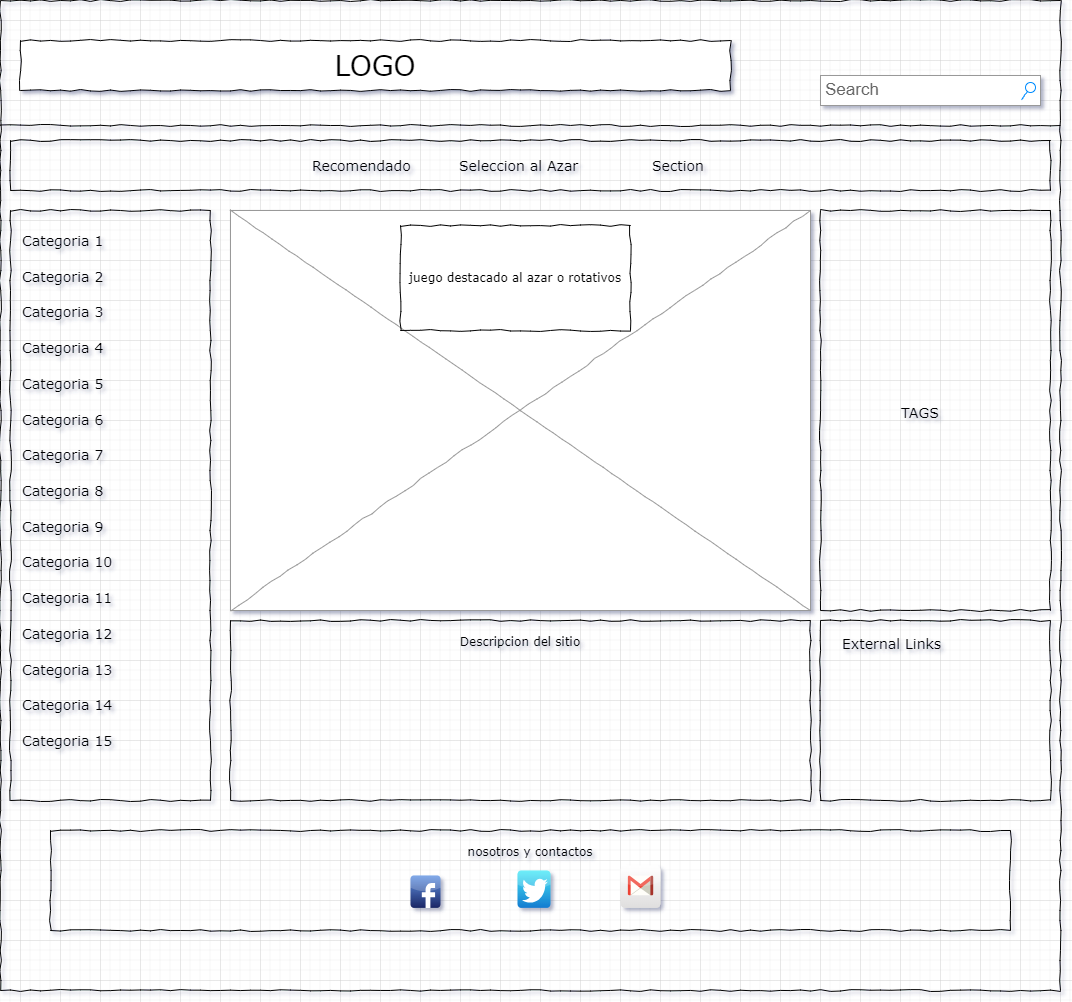 LOGO
Search
Recomendado
Seleccion al Azar
Section
Categoria 1
Categoria 2
Categoria 3
Categoria 4
Categoria 5
Categoria 6
Categoria 7
Categoria 8
Categoria 9
Categoria 10
Categoria 11
Categoria 12
Categoria 13
Categoria 14
Categoria 15
juego destacado al azar o rotativos
TAGS
Descripcion del sitio
External Links
nosotros y contactos